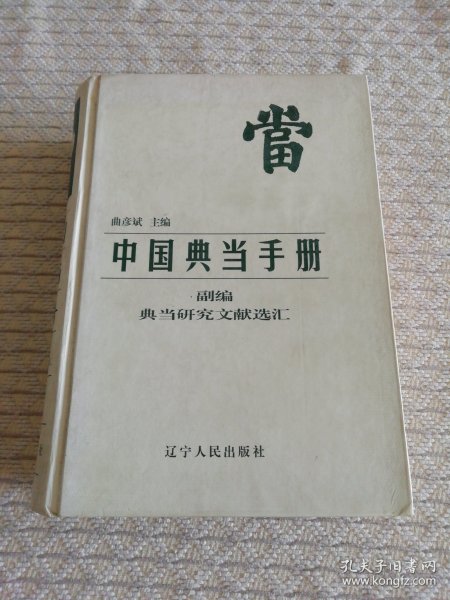 當
曲彦斌 主编
中国典当手册
副编
典当研究文献选汇
辽宁人民出版社
孔夫子旧书网
www.kongfz.com